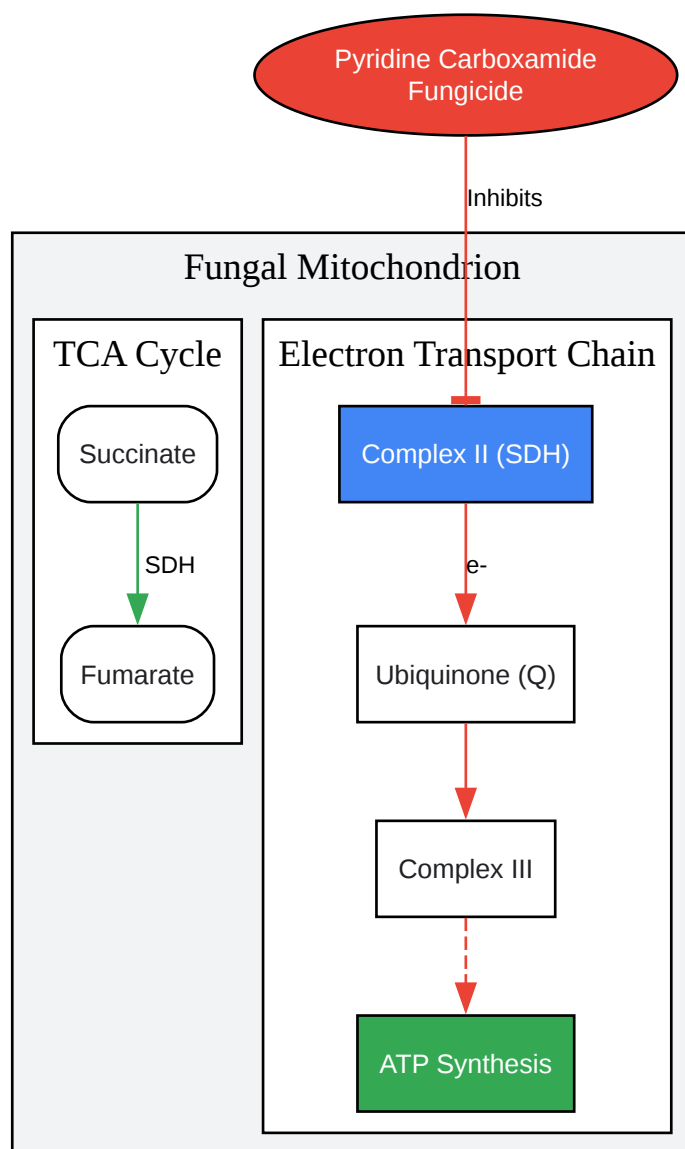 Pyridine Carboxamide
Fungicide
Inhibits
Fungal Mitochondrion
TCA Cycle
Succinate
SDH
Fumarate
Electron Transport Chain
Complex II (SDH)
e-
Ubiquinone (Q)
Complex III
ATP Synthesis